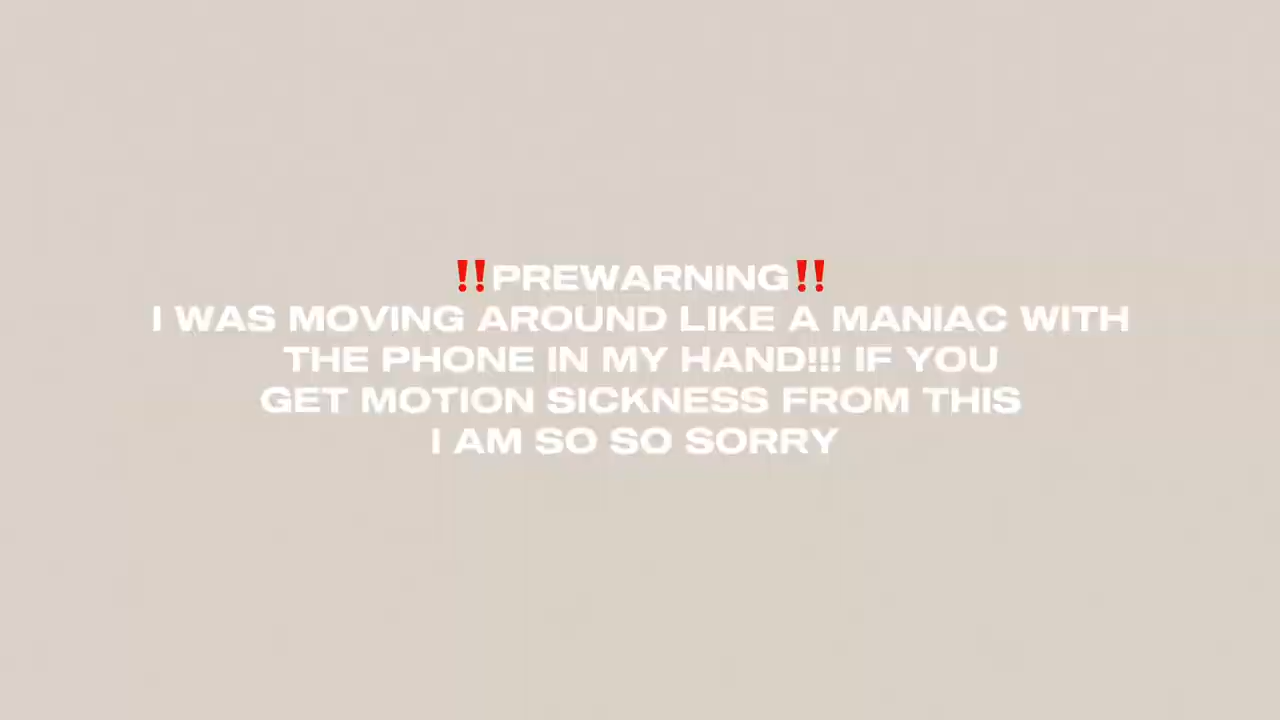 ‼️PREWARNING‼️
I WAS MOVING AROUND LIKE A MANIAC WITH
THE PHONE IN MY HAND!!! IF YOU
GET MOTION SICKNESS FROM THIS
I AM SO SO SORRY